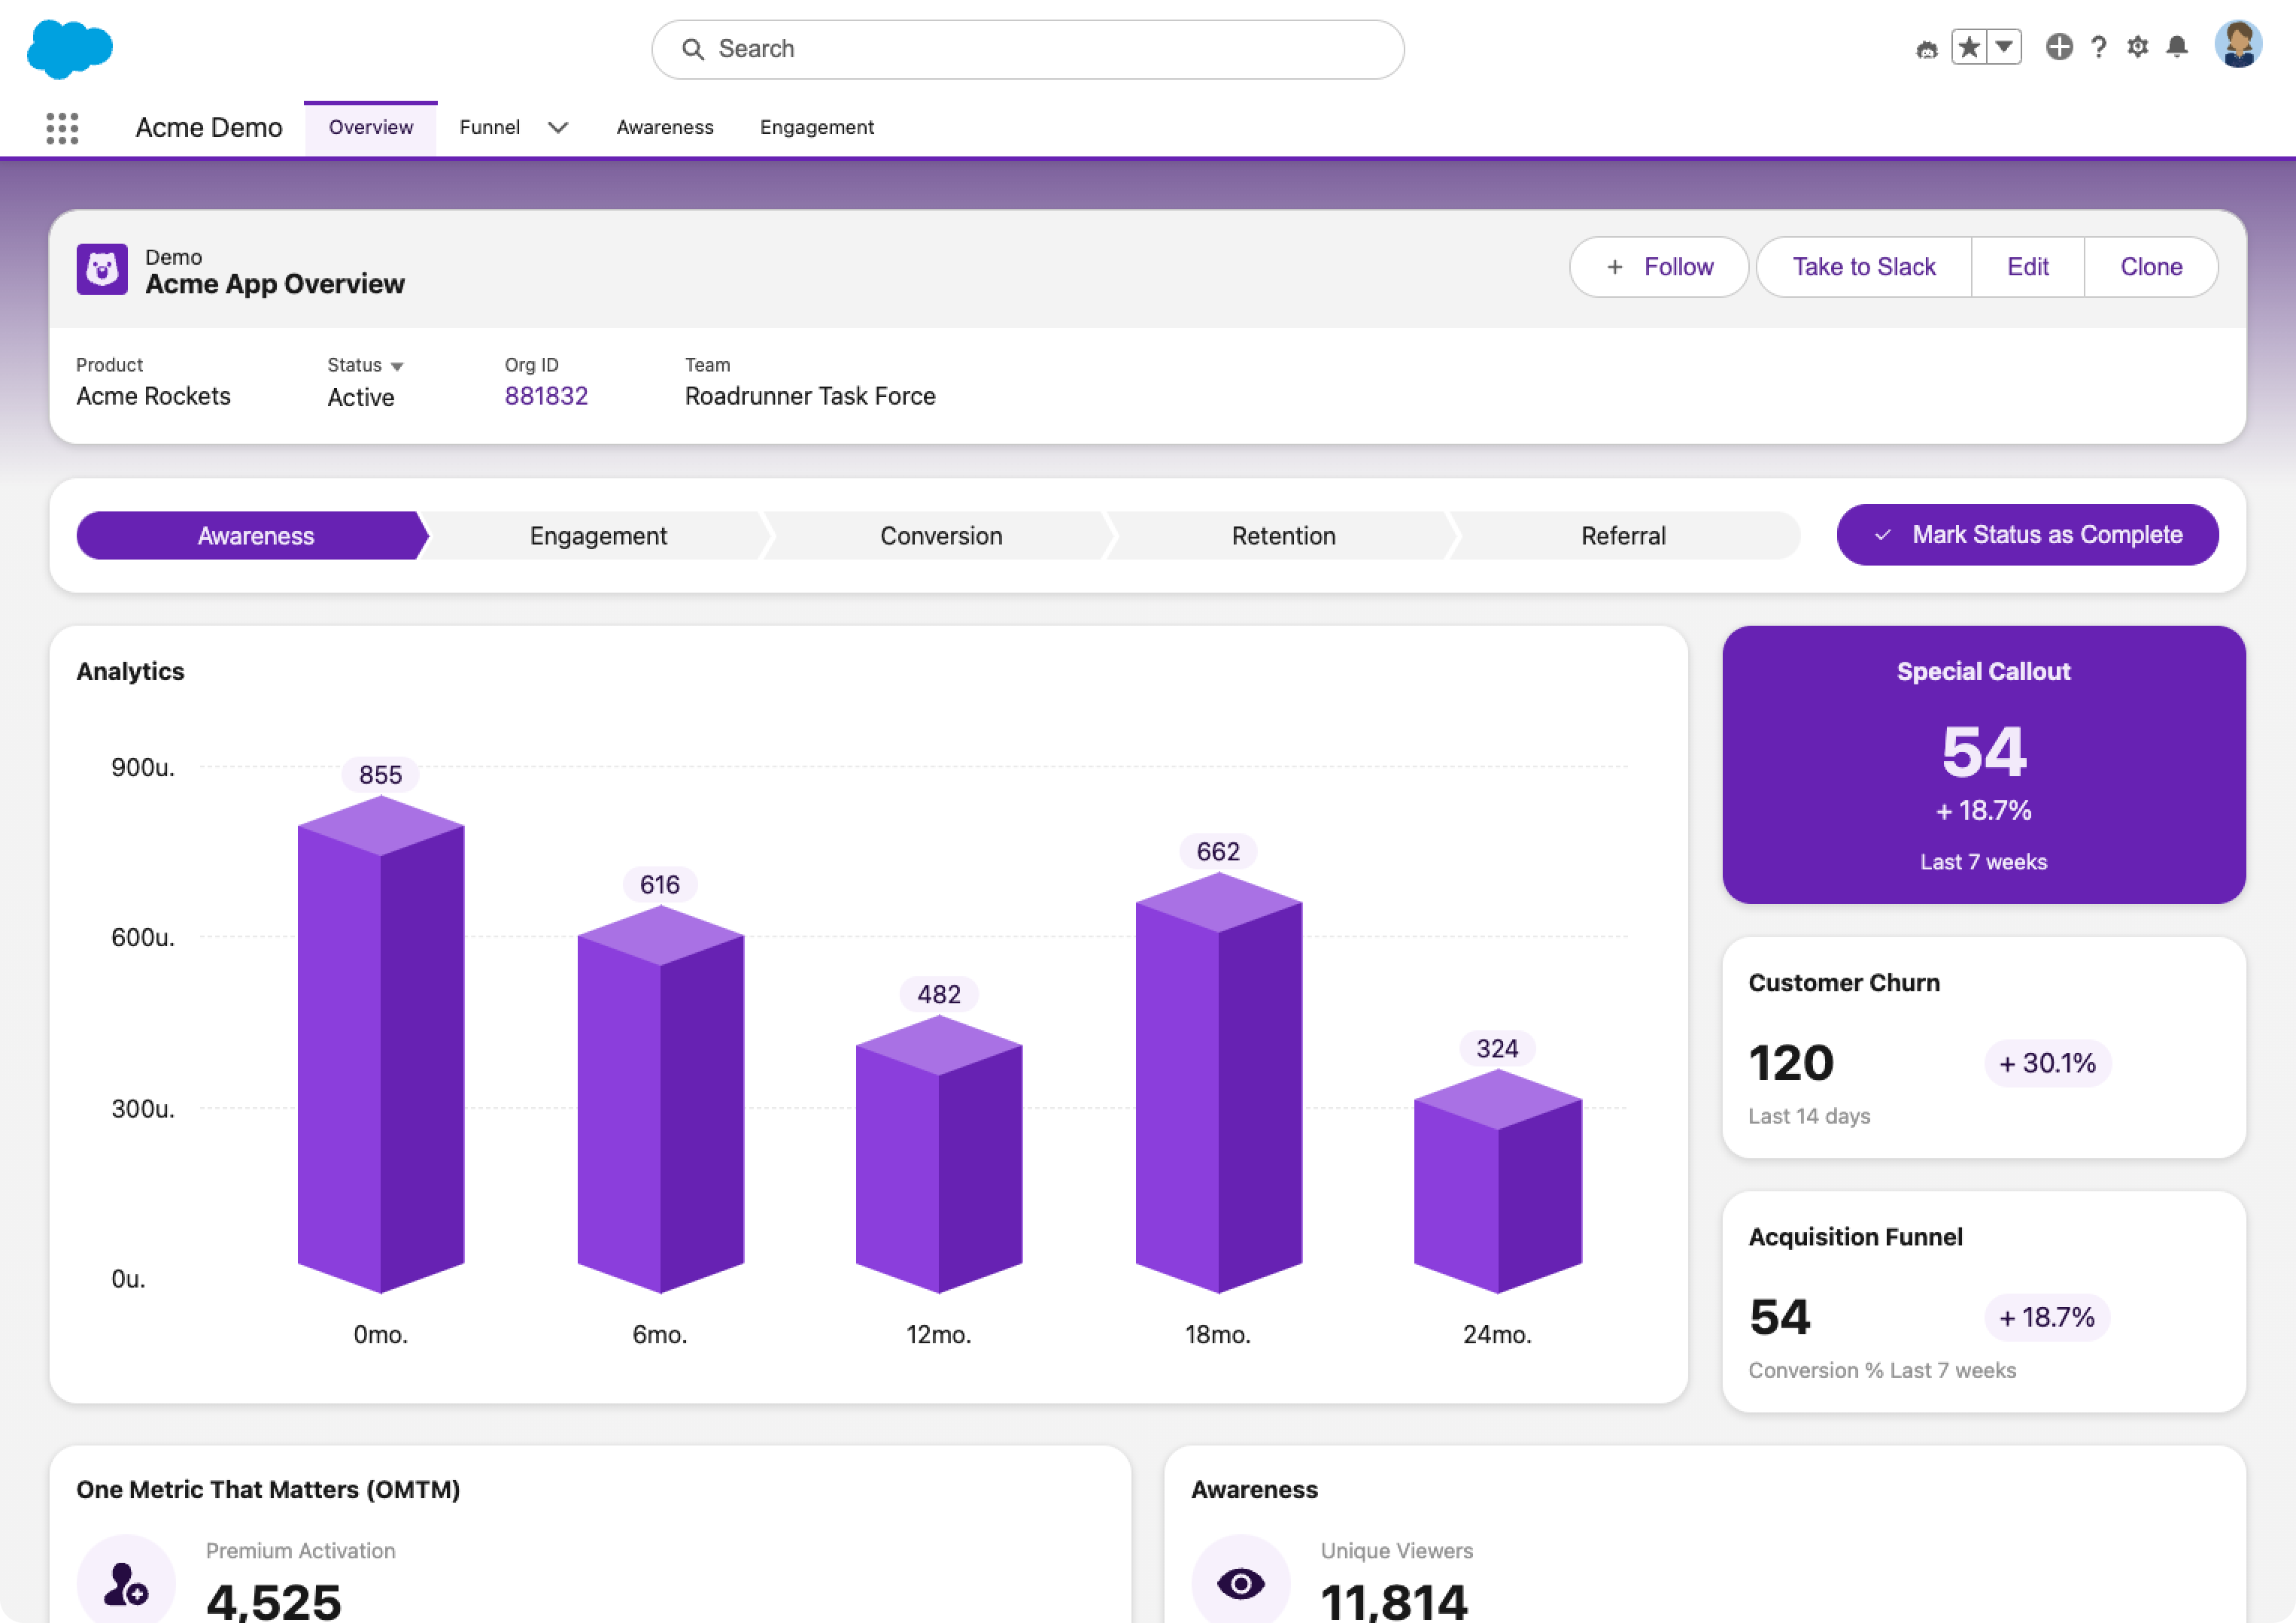 Search
Acme Demo
Overview
Funnel
Awareness
Engagement
Demo
Acme App Overview
+ Follow
Take to Slack
Edit
Clone
Product
Acme Rockets
Status
Active
Org ID
881832
Team
Roadrunner Task Force
Awareness
Engagement
Conversion
Retention
Referral
Mark Status as Complete
Analytics
900u.
600u.
300u.
0u.
855
616
482
662
324
0mo.
6mo.
12mo.
18mo.
24mo.
Special Callout
54
+ 18.7%
Last 7 weeks
Customer Churn
120
+ 30.1%
Last 14 days
Acquisition Funnel
54
+ 18.7%
Conversion % Last 7 weeks
One Metric That Matters (OMTM)
Premium Activation
4,525
Awareness
Unique Viewers
11,814